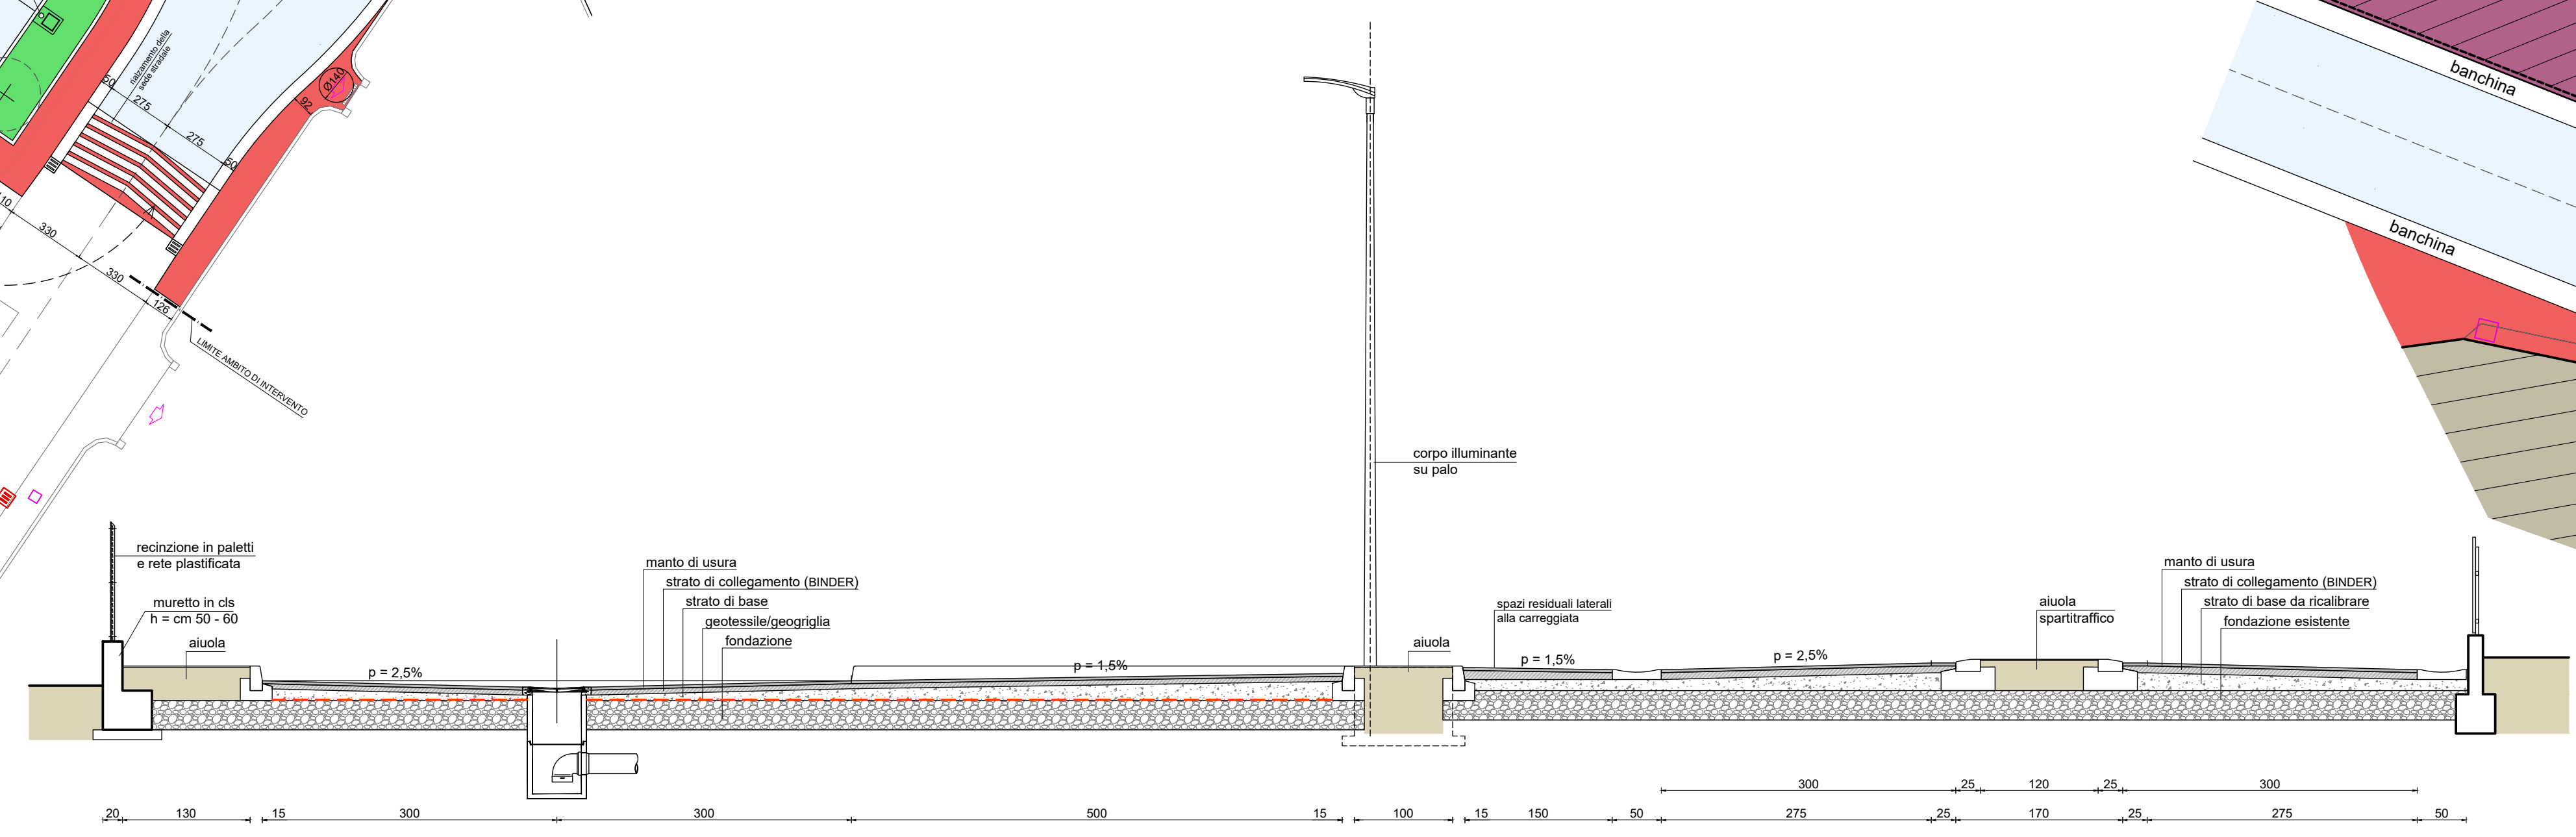 rialzamento della
sede stradale
50
275
275
50
92
Ø140
10
330
330
126
LIMITE AMBITO DI INTERVENTO
banchina
banchina
corpo illuminante
su palo
recinzione in paletti
e rete plastificata
muretto in cls
h = cm 50 - 60
aiuola
p = 2,5%
manto di usura
strato di collegamento (BINDER)
strato di base
geotessile/geogriglia
fondazione
p = 1,5%
aiuola
spazi residuali laterali
alla carreggiata
p = 1,5%
p = 2,5%
aiuola
spartitraffico
manto di usura
strato di collegamento (BINDER)
strato di base da ricalibrare
fondazione esistente
300 25 120 25 300
20 130 15 300 300 500 15 100 15 150 50 275 25 170 25 275 50